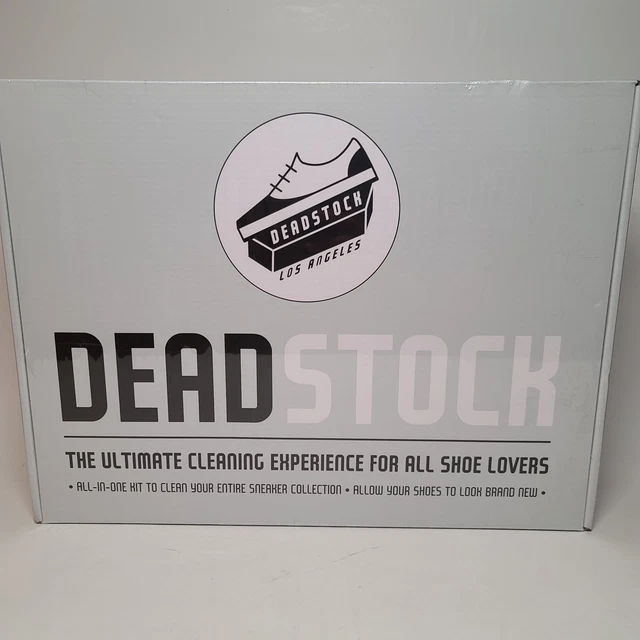 DEADSTOCK
LOS ANGELES
DEADSTOCK
THE ULTIMATE CLEANING EXPERIENCE FOR ALL SHOE LOVERS
• ALL-IN-ONE KIT TO CLEAN YOUR ENTIRE SNEAKER COLLECTION • ALLOW YOUR SHOES TO LOOK BRAND NEW •